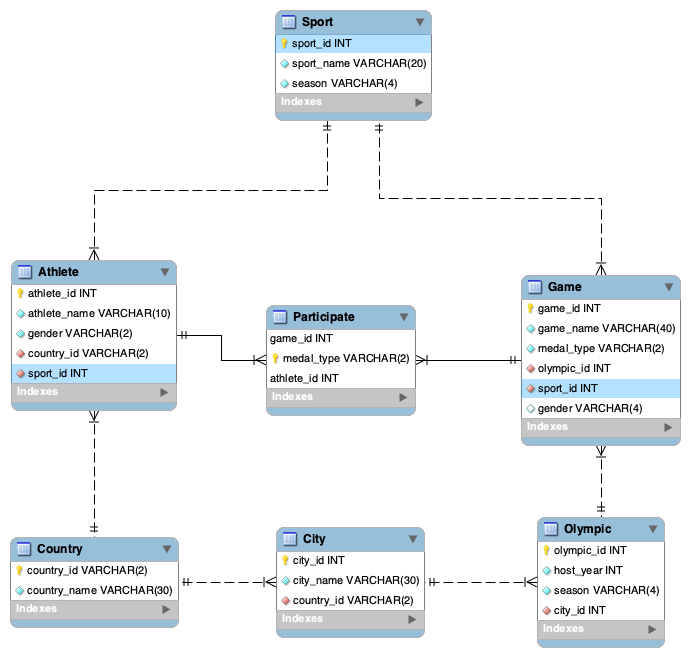 Sport
sport_id INT
sport_name VARCHAR(20)
season VARCHAR(4)
Indexes
Athlete
athlete_id INT
athlete_name VARCHAR(10)
gender VARCHAR(2)
country_id VARCHAR(2)
sport_id INT
Indexes
Participate
game_id INT
medal_type VARCHAR(2)
athlete_id INT
Indexes
Game
game_id INT
game_name VARCHAR(40)
medal_type VARCHAR(2)
olympic_id INT
sport_id INT
gender VARCHAR(4)
Indexes
Country
country_id VARCHAR(2)
country_name VARCHAR(30)
Indexes
City
city_id INT
city_name VARCHAR(30)
country_id VARCHAR(2)
Indexes
Olympic
olympic_id INT
host_year INT
season VARCHAR(4)
city_id INT
Indexes